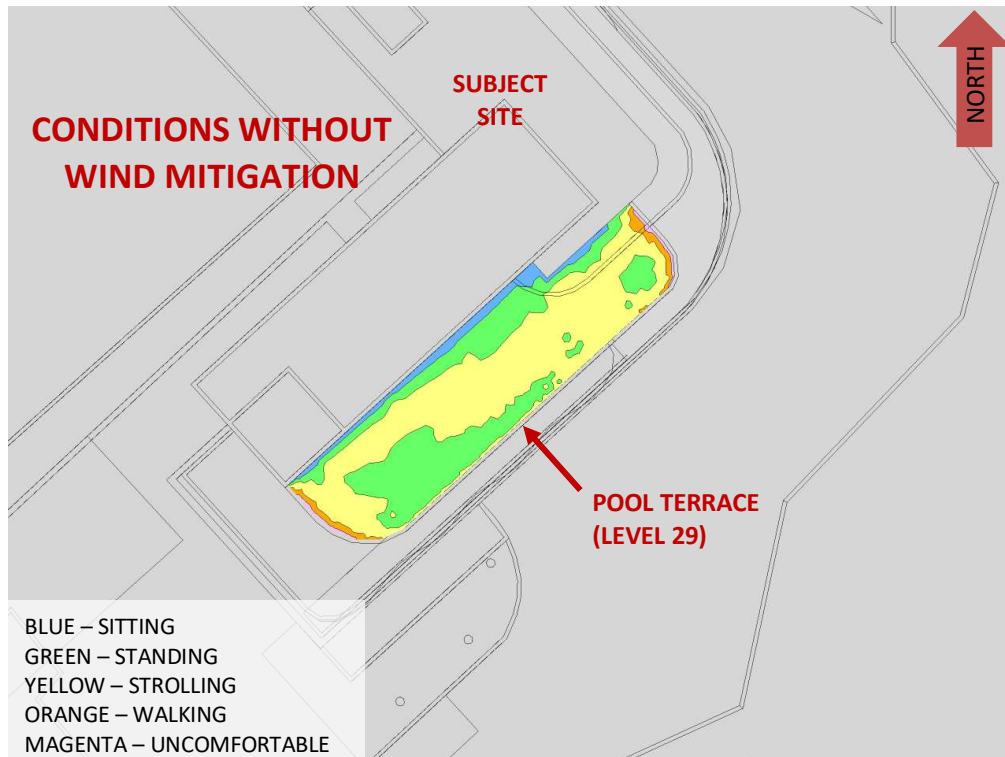 NORTH
SUBJECT
SITE
CONDITIONS WITHOUT
WIND MITIGATION
POOL TERRACE
(LEVEL 29)
BLUE – SITTING
GREEN – STANDING
YELLOW – STROLLING
ORANGE – WALKING
MAGENTA – UNCOMFORTABLE